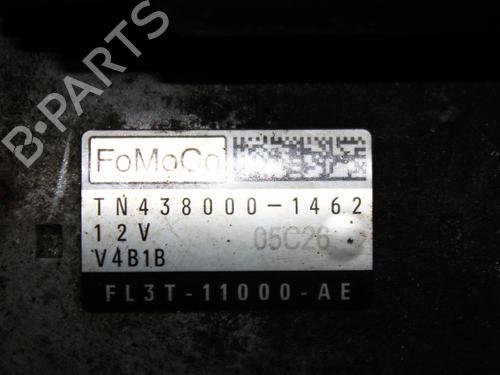 B-PARTS
FoMoCo
TN438000-1462
12V 05C26
V4B1B
FL3T-11000-AE